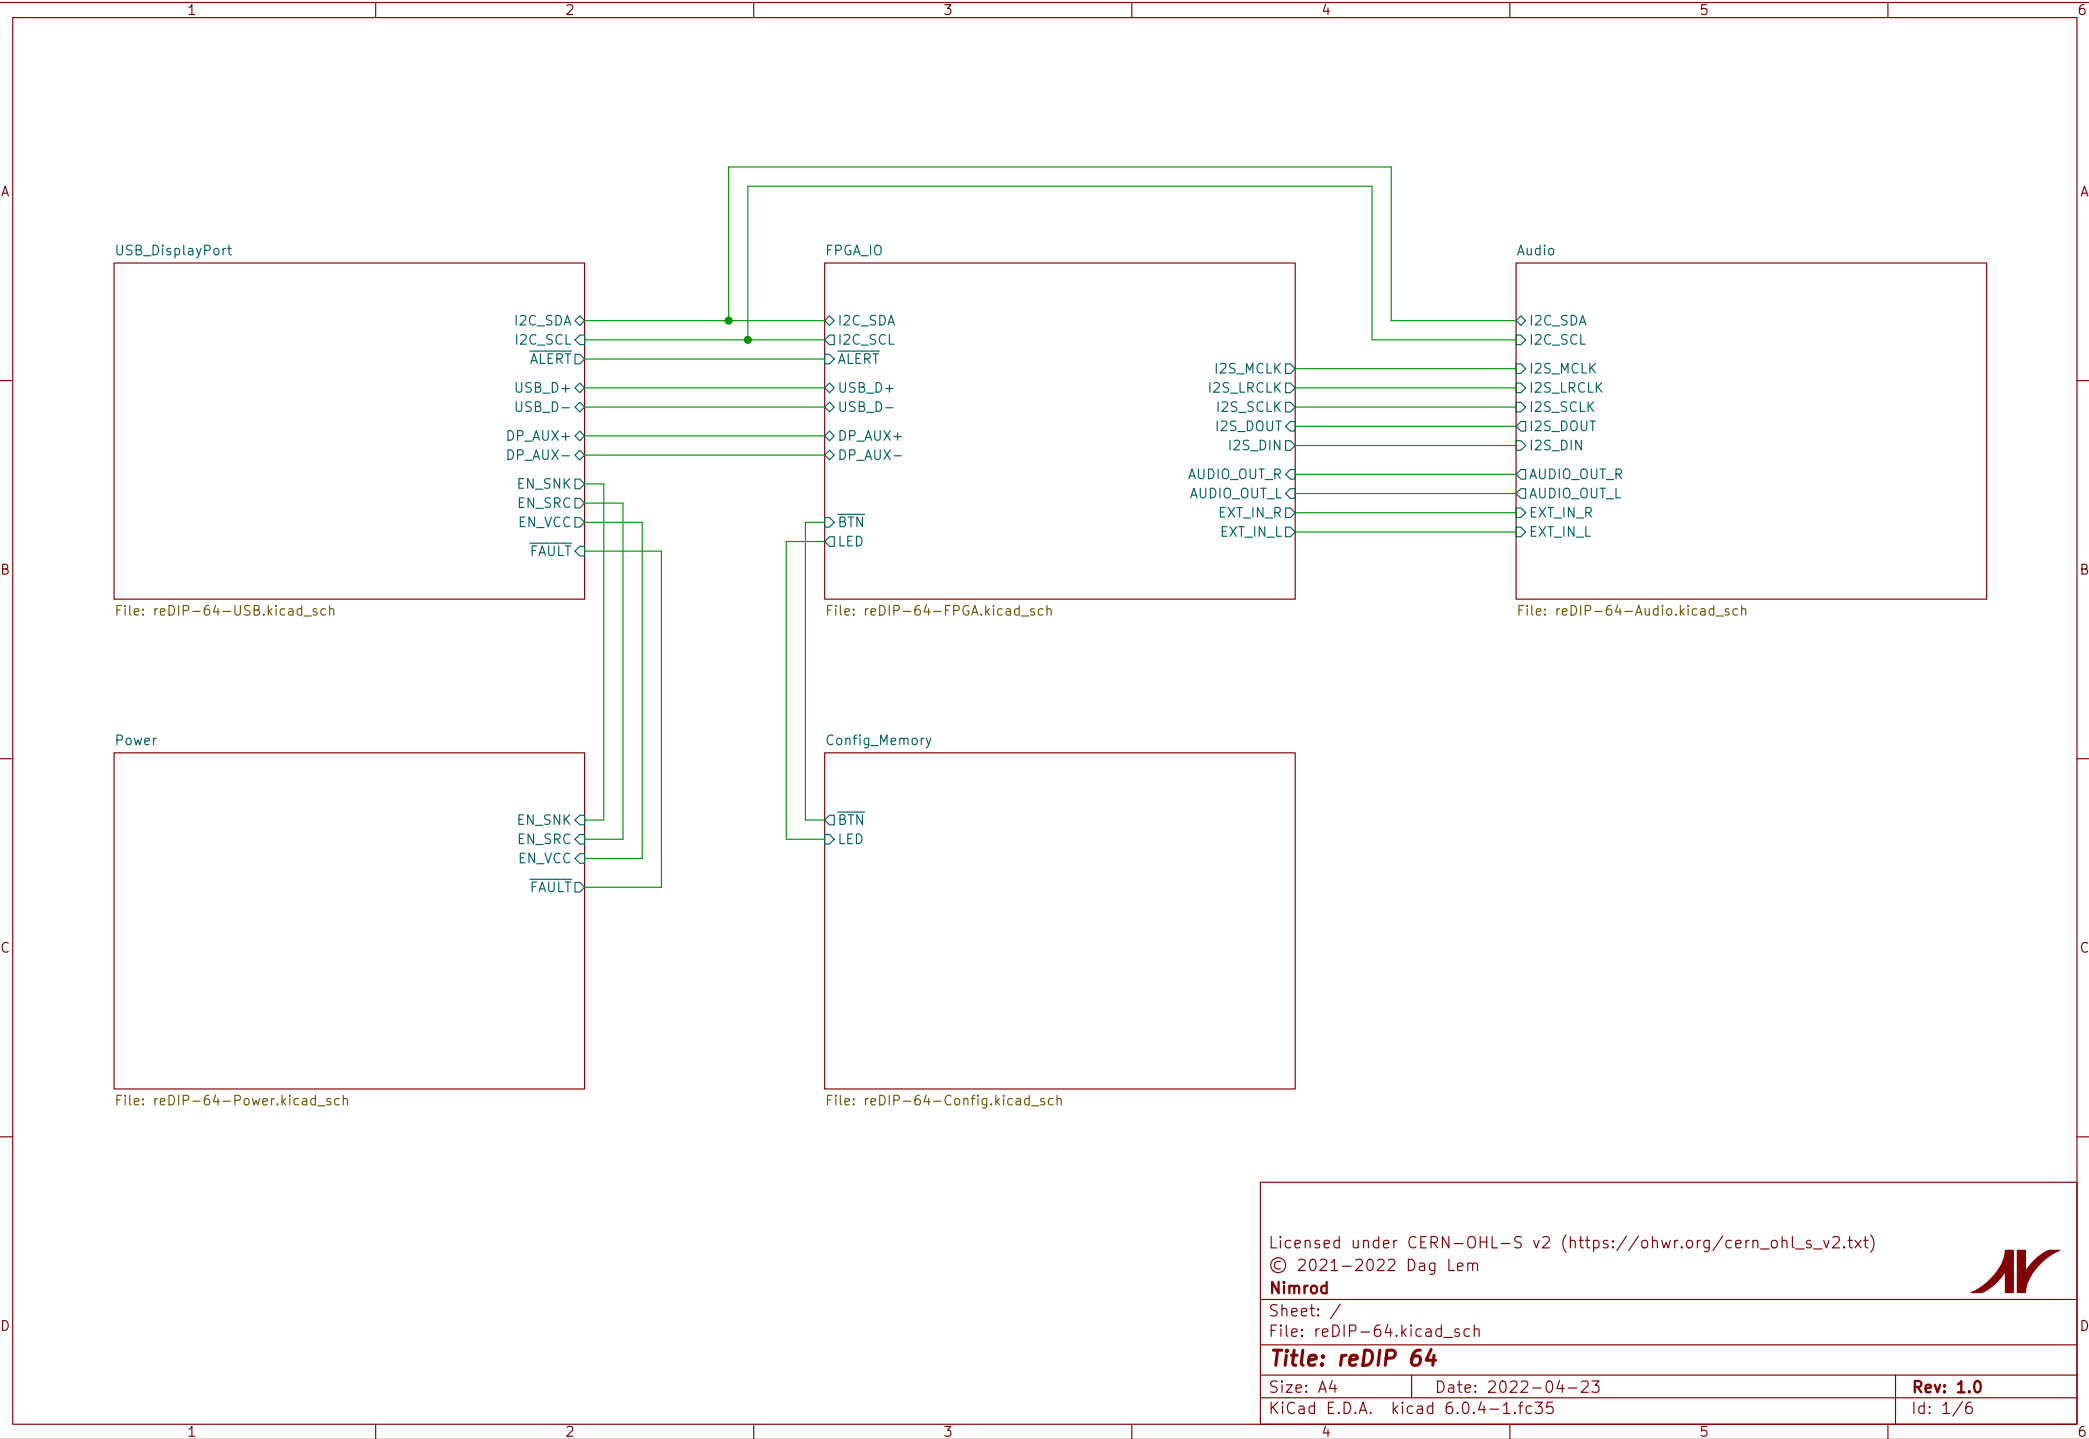 1 2 3 4 5 6
A A
USB_DisplayPort
I2C_SDA
I2C_SCL
ALERT
USB_D+
USB_D-
DP_AUX+
DP_AUX-
EN_SNK
EN_SRC
EN_VCC
FAULT
File: reDIP-64-USB.kicad_sch
FPGA_IO
I2C_SDA
I2C_SCL
ALERT
USB_D+
USB_D-
DP_AUX+
DP_AUX-
BTN
LED
I2S_MCLK
I2S_LRCLK
I2S_SCLK
I2S_DOUT
I2S_DIN
AUDIO_OUT_R
AUDIO_OUT_L
EXT_IN_R
EXT_IN_L
File: reDIP-64-FPGA.kicad_sch
Audio
I2C_SDA
I2C_SCL
I2S_MCLK
I2S_LRCLK
I2S_SCLK
I2S_DOUT
I2S_DIN
AUDIO_OUT_R
AUDIO_OUT_L
EXT_IN_R
EXT_IN_L
File: reDIP-64-Audio.kicad_sch
B B
Power
EN_SNK
EN_SRC
EN_VCC
FAULT
File: reDIP-64-Power.kicad_sch
Config_Memory
BTN
LED
File: reDIP-64-Config.kicad_sch
C C
Licensed under CERN-OHL-S v2 (https://ohwr.org/cern_ohl_s_v2.txt)
© 2021-2022 Dag Lem
Nimrod
Sheet: /
File: reDIP-64.kicad_sch
D D
Title: reDIP 64
Size: A4 Date: 2022-04-23 Rev: 1.0
KiCad E.D.A. kicad 6.0.4-1.fc35 Id: 1/6
1 2 3 4 5 6